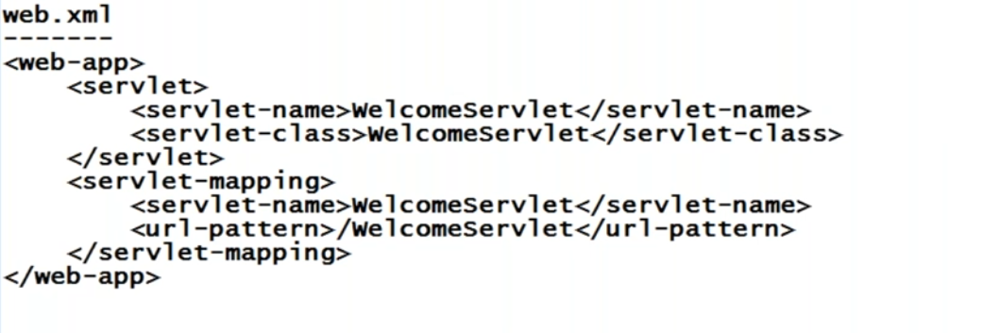 web.xml
-------
<web-app>
    <servlet>
        <servlet-name>WelcomeServlet</servlet-name>
        <servlet-class>WelcomeServlet</servlet-class>
    </servlet>
    <servlet-mapping>
        <servlet-name>WelcomeServlet</servlet-name>
        <url-pattern>/WelcomeServlet</url-pattern>
    </servlet-mapping>
</web-app>